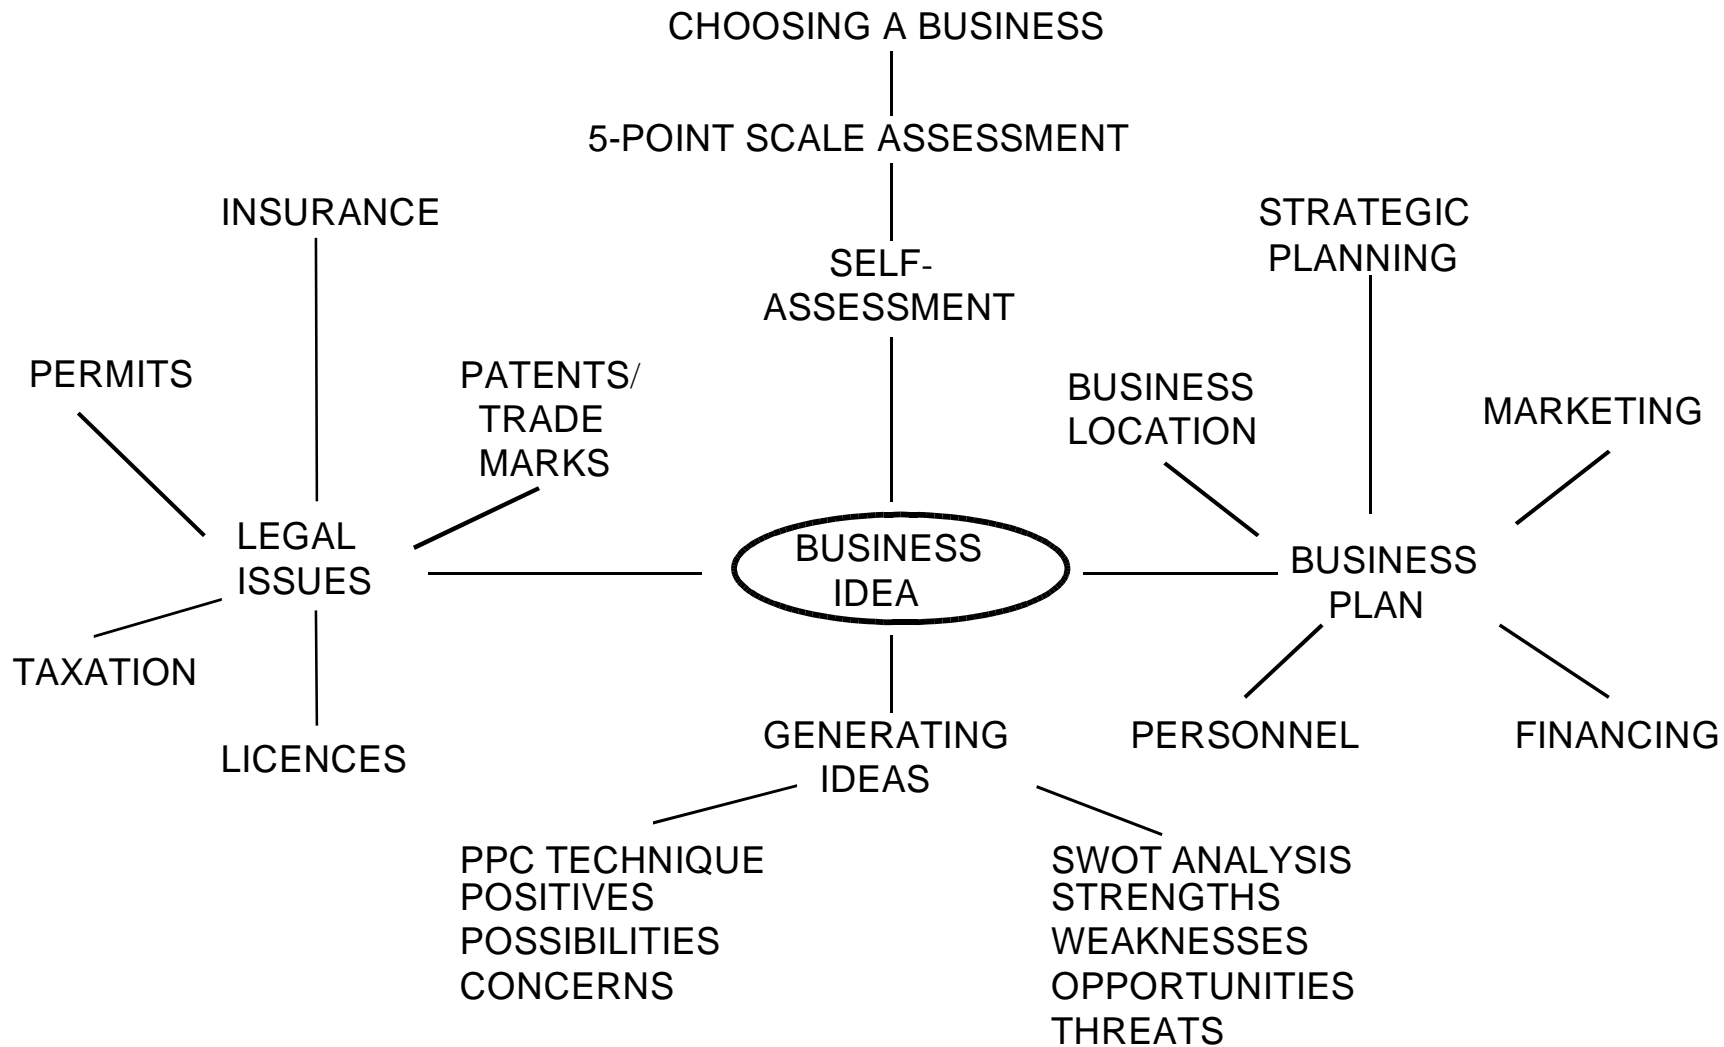 CHOOSING A BUSINESS
5-POINT SCALE ASSESSMENT
INSURANCE
STRATEGIC
PLANNING
SELF-
ASSESSMENT
PERMITS
PATENTS/
TRADE
MARKS
BUSINESS
LOCATION
MARKETING
LEGAL
ISSUES
BUSINESS
IDEA
BUSINESS
PLAN
TAXATION
LICENCES
GENERATING
IDEAS
PERSONNEL
FINANCING
PPC TECHNIQUE
POSITIVES
POSSIBILITIES
CONCERNS
SWOT ANALYSIS
STRENGTHS
WEAKNESSES
OPPORTUNITIES
THREATS